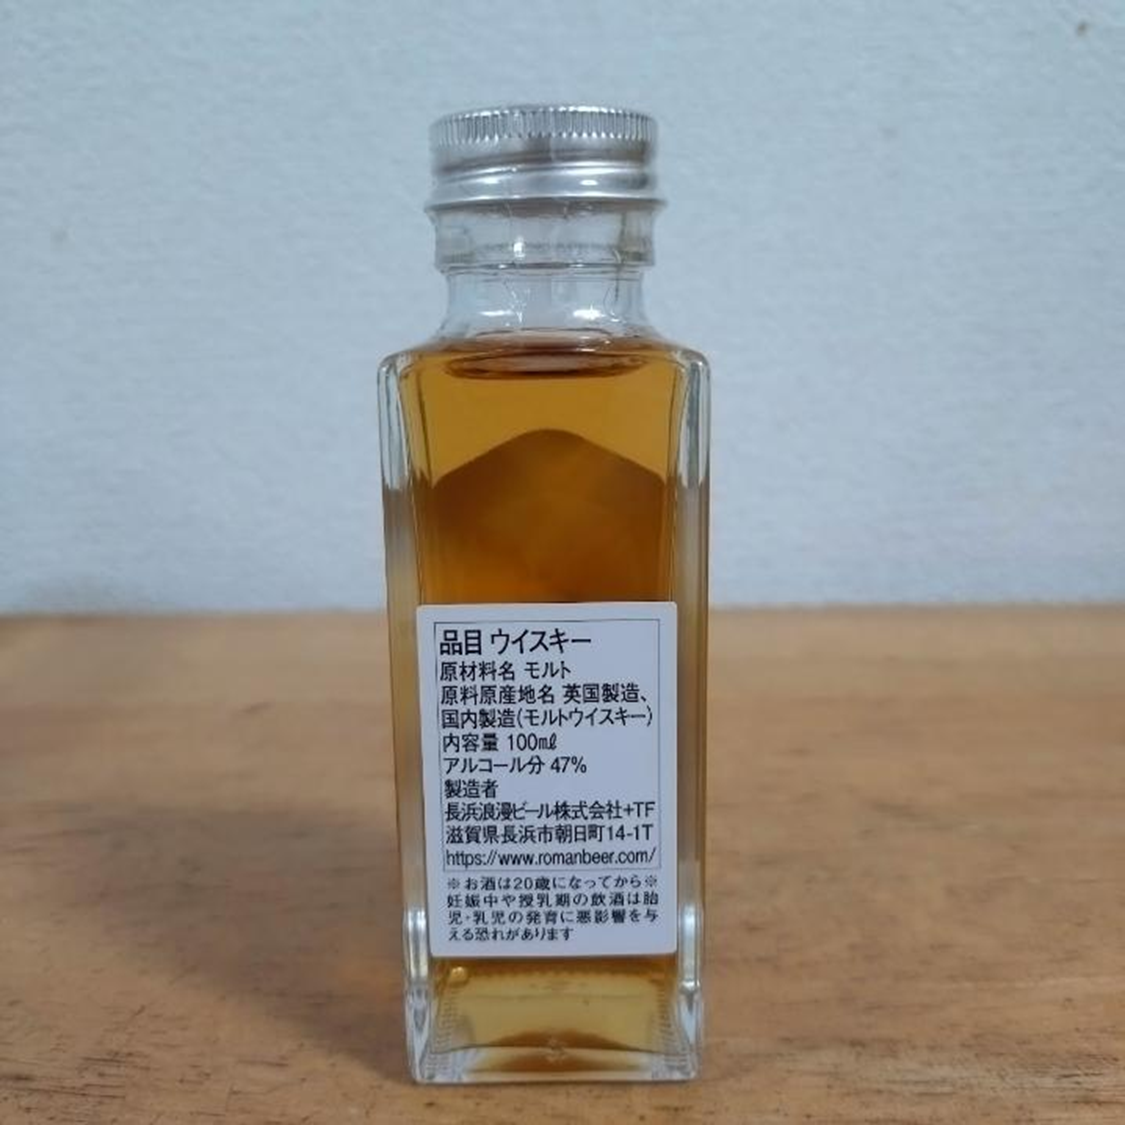 品目 ウイスキー
原材料名 モルト
原料原産地名 英国製造、
国内製造(モルトウイスキー)
内容量 100㎖
アルコール分 47%
製造者
長浜浪漫ビール株式会社+TF
滋賀県長浜市朝日町14-1T
https://www.romanbeer.com/
※お酒は20歳になってから※
妊娠中や授乳期の飲酒は胎
児・乳児の発育に悪影響を与
える恐れがあります